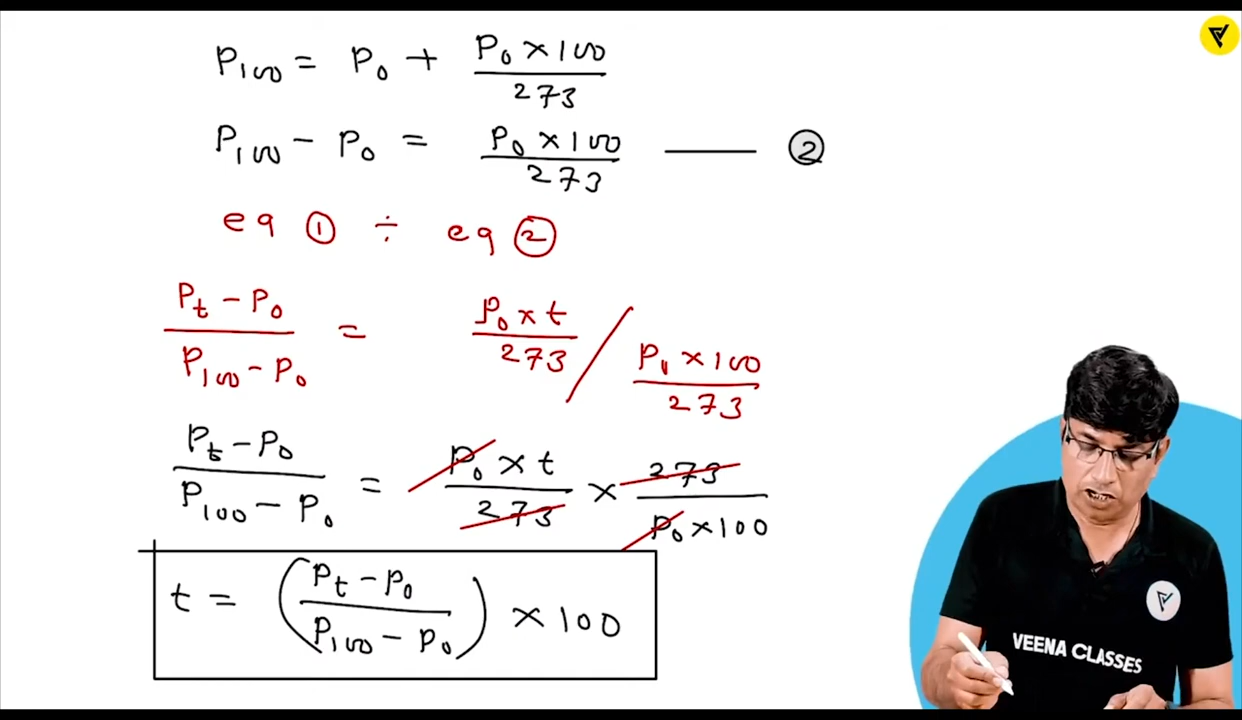 P₁₀₀ = P₀ + P₀ × 100 / 273
P₁₀₀ − P₀ = P₀ × 100 / 273 —— ②
eq ① ÷ eq ②
Pt − P₀ / P₁₀₀ − P₀ = P₀ × t / 273 / P₀ × 100 / 273
Pt − P₀ / P₁₀₀ − P₀ = P₀ × t / 273 × 273 / P₀ × 100
t = (Pt − P₀ / P₁₀₀ − P₀) × 100
VEENA CLASSES